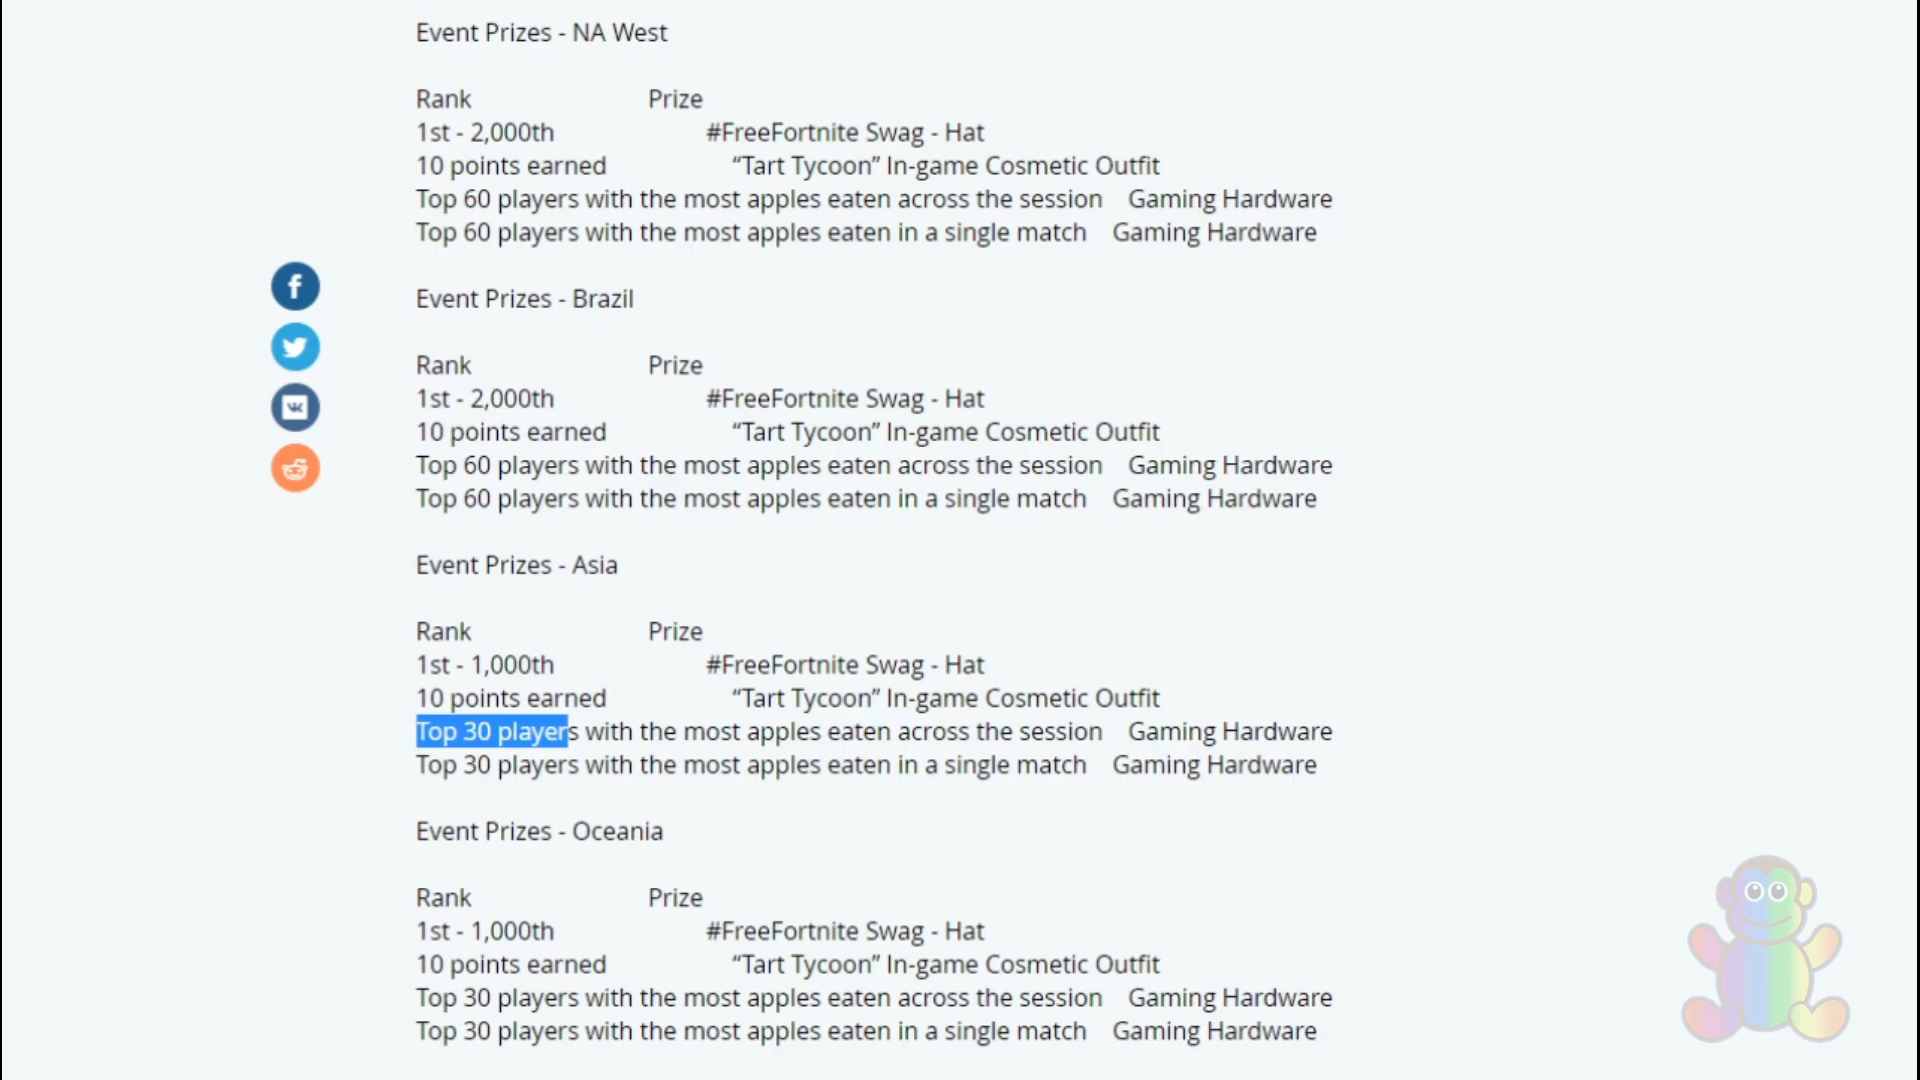 Event Prizes - NA West
Rank Prize
1st - 2,000th #FreeFortnite Swag - Hat
10 points earned “Tart Tycoon” In-game Cosmetic Outfit
Top 60 players with the most apples eaten across the session Gaming Hardware
Top 60 players with the most apples eaten in a single match Gaming Hardware
Event Prizes - Brazil
Rank Prize
1st - 2,000th #FreeFortnite Swag - Hat
10 points earned “Tart Tycoon” In-game Cosmetic Outfit
Top 60 players with the most apples eaten across the session Gaming Hardware
Top 60 players with the most apples eaten in a single match Gaming Hardware
Event Prizes - Asia
Rank Prize
1st - 1,000th #FreeFortnite Swag - Hat
10 points earned “Tart Tycoon” In-game Cosmetic Outfit
Top 30 players with the most apples eaten across the session Gaming Hardware
Top 30 players with the most apples eaten in a single match Gaming Hardware
Event Prizes - Oceania
Rank Prize
1st - 1,000th #FreeFortnite Swag - Hat
10 points earned “Tart Tycoon” In-game Cosmetic Outfit
Top 30 players with the most apples eaten across the session Gaming Hardware
Top 30 players with the most apples eaten in a single match Gaming Hardware